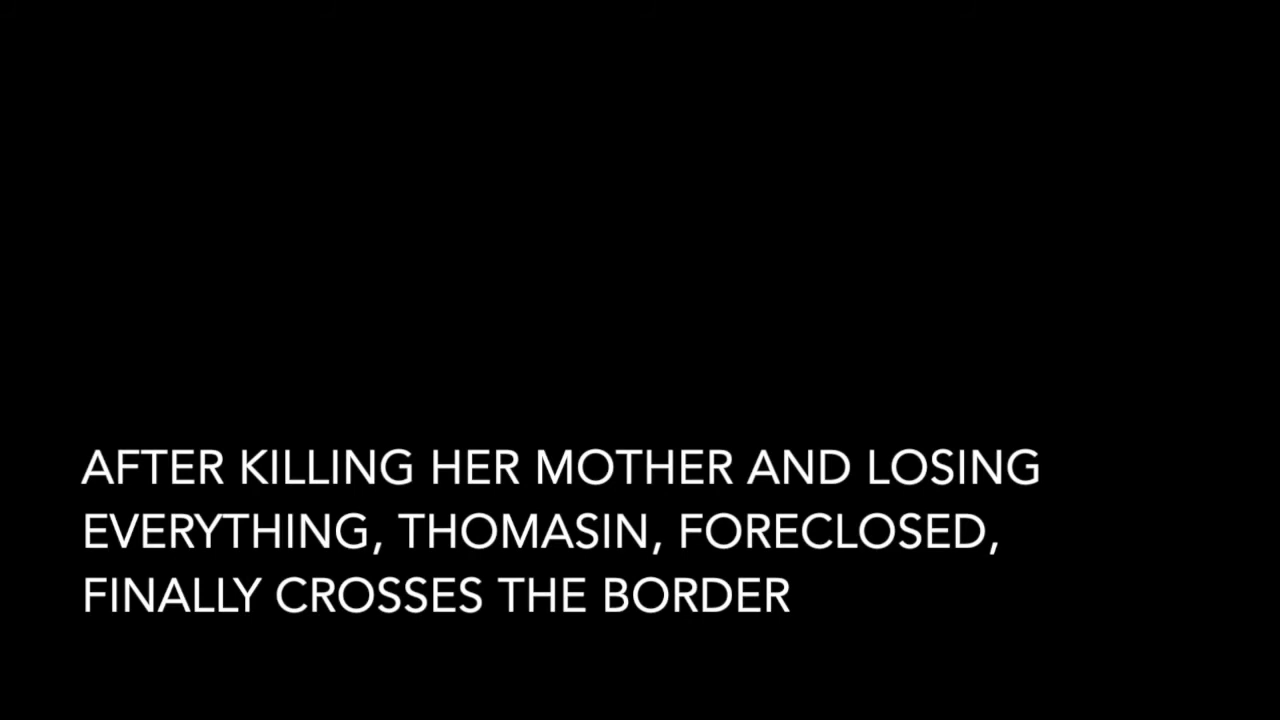 AFTER KILLING HER MOTHER AND LOSING
EVERYTHING, THOMASIN, FORECLOSED,
FINALLY CROSSES THE BORDER